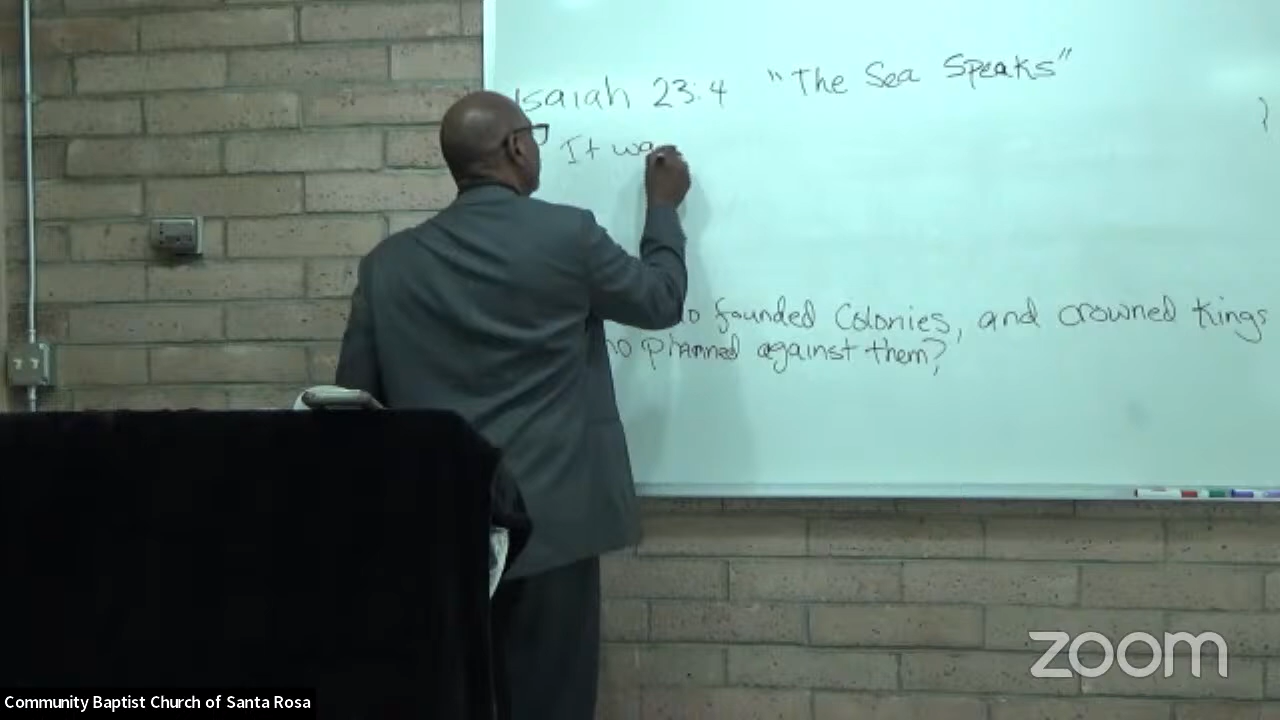 Isaiah 23:4 "The Sea Speaks"
It wa
founded Colonies, and crowned Kings
planned against them?
zoom
Community Baptist Church of Santa Rosa